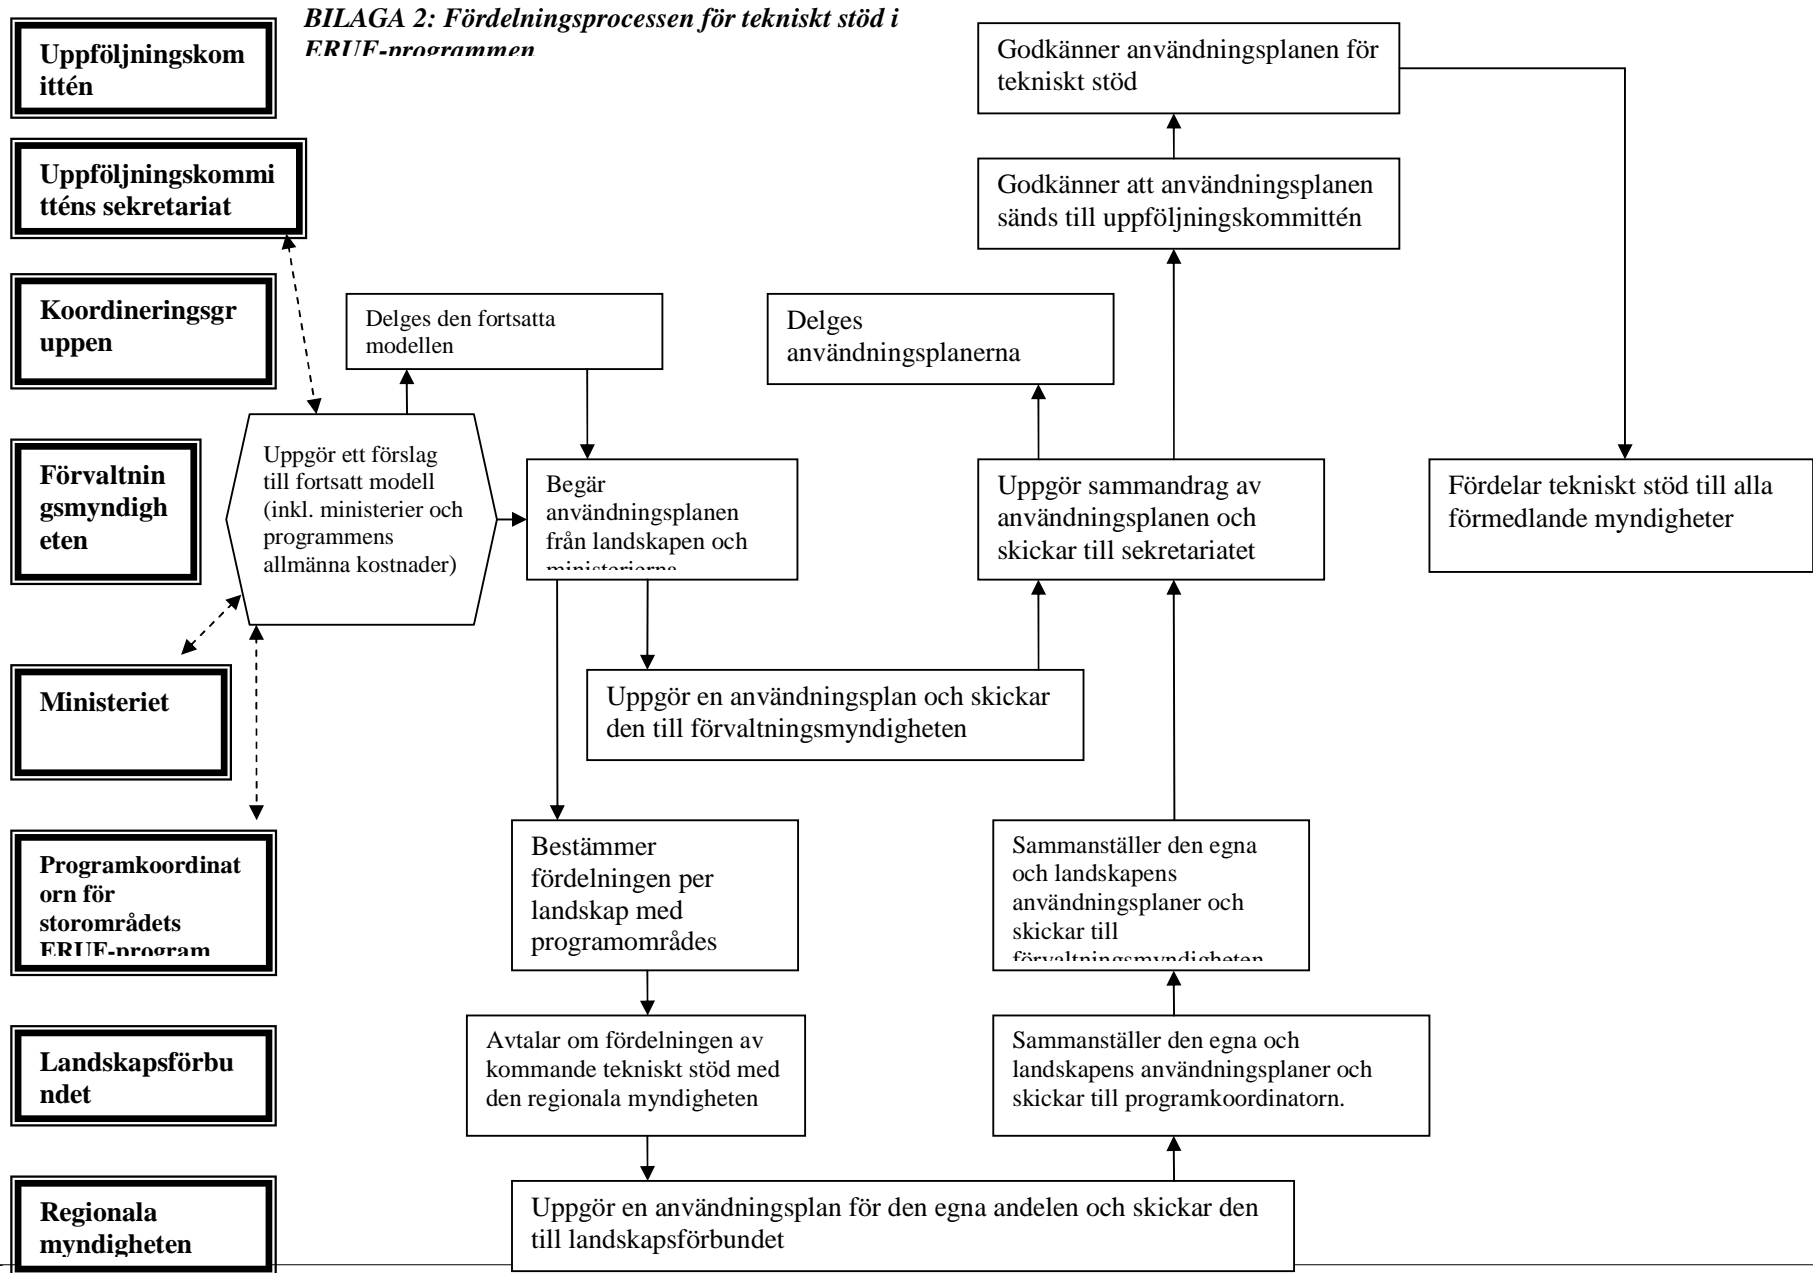 BILAGA 2: Fördelningsprocessen för tekniskt stöd i
ERUF-programmen
Uppföljningskom
ittén
Godkänner användningsplanen för
tekniskt stöd
Uppföljningskommi
tténs sekretariat
Godkänner att användningsplanen
sänds till uppföljningskommittén
Koordineringsgr
uppen
Delges den fortsatta
modellen
Delges
användningsplanerna
Förvaltnin
gsmyndigh
eten
Uppgör ett förslag
till fortsatt modell
(inkl. ministerier och
programmens
allmänna kostnader)
Begär
användningsplanen
från landskapen och
ministerierna
Uppgör sammandrag av
användningsplanen och
skickar till sekretariatet
Fördelar tekniskt stöd till alla
förmedlande myndigheter
Ministeriet
Uppgör en användningsplan och skickar
den till förvaltningsmyndigheten
Programkoordinat
orn för
storområdets
ERUF-program
Bestämmer
fördelningen per
landskap med
programområdes
Sammanställer den egna
och landskapens
användningsplaner och
skickar till
förvaltningsmyndigheten
Landskapsförbu
ndet
Avtalar om fördelningen av
kommande tekniskt stöd med
den regionala myndigheten
Sammanställer den egna och
landskapens användningsplaner och
skickar till programkoordinatorn.
Regionala
myndigheten
Uppgör en användningsplan för den egna andelen och skickar den
till landskapsförbundet